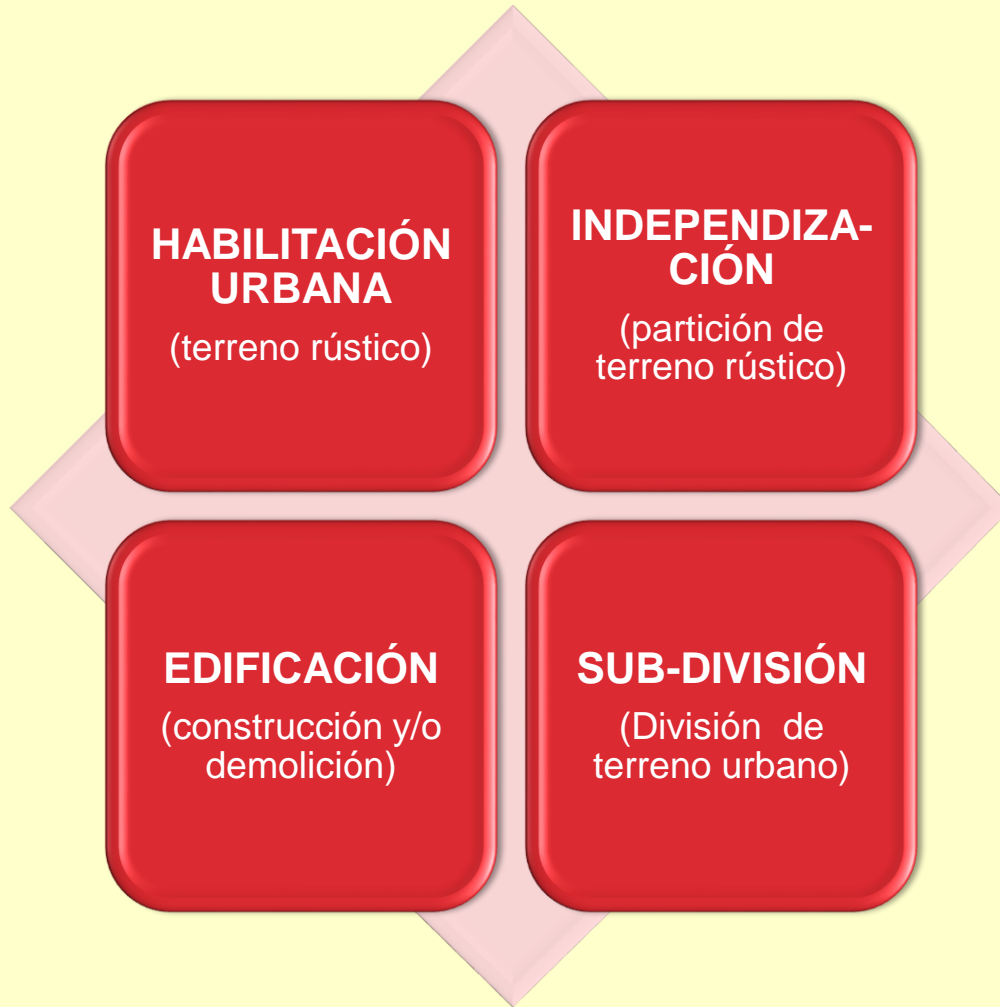 HABILITACIÓN
URBANA
(terreno rústico)
INDEPENDIZA-
CIÓN
(partición de
terreno rústico)
EDIFICACIÓN
(construcción y/o
demolición)
SUB-DIVISIÓN
(División  de
terreno urbano)